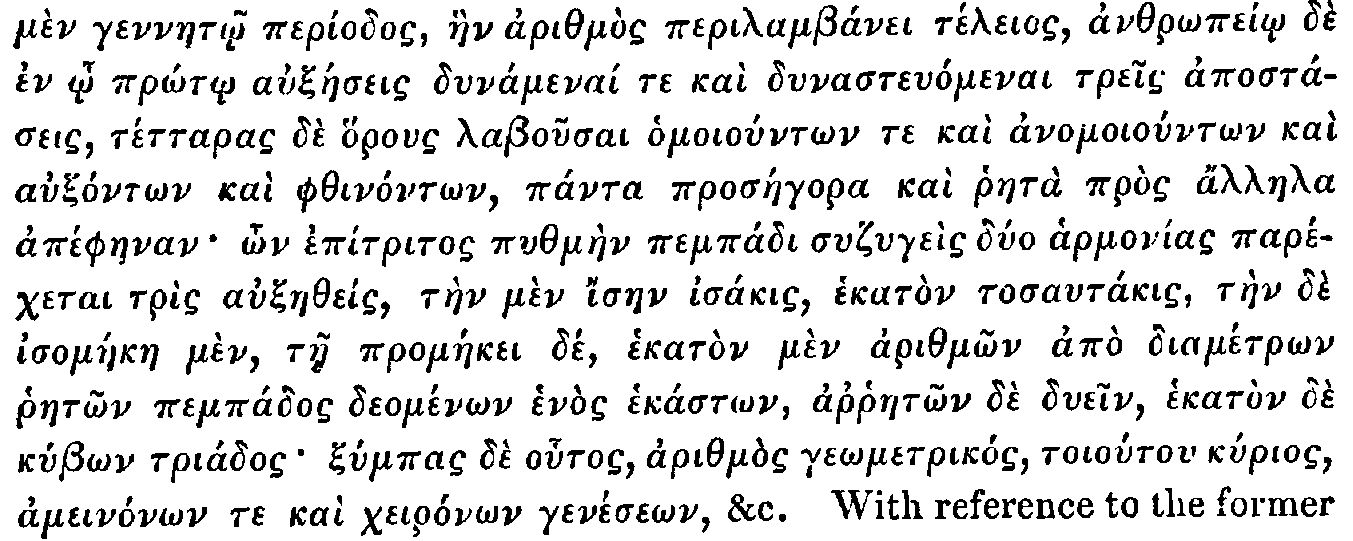 μὲν γεννητῷ περίοδος, ἣν ἀριθμὸς περιλαμβάνει τέλειος, ἀνθρωπείῳ δὲ
ἐν ᾧ πρώτῳ αὐξήσεις δυνάμεναί τε καὶ δυναστευόμεναι τρεῖς ἀποστά-
σεις, τέτταρας δὲ ὅρους λαβοῦσαι ὁμοιούντων τε καὶ ἀνομοιούντων καὶ
αὐξόντων καὶ φθινόντων, πάντα προσήγορα καὶ ῥητὰ πρὸς ἄλληλα
ἀπέφηναν· ὧν ἐπίτριτος πυθμὴν πεμπάδι συζυγεὶς δύο ἁρμονίας παρέ-
χεται τρὶς αὐξηθείς, τὴν μὲν ἴσην ἰσάκις, ἑκατὸν τοσαυτάκις, τὴν δὲ
ἰσομήκη μὲν, τῇ προμήκει δέ, ἑκατὸν μὲν ἀριθμῶν ἀπὸ διαμέτρων
ῥητῶν πεμπάδος δεομένων ἑνὸς ἑκάστων, ἀῤῥητῶν δὲ δυεῖν, ἑκατὸν δὲ
κύβων τριάδος· ξύμπας δὲ οὗτος, ἀριθμὸς γεωμετρικός, τοιούτου κύριος,
ἀμεινόνων τε καὶ χειρόνων γενέσεων, &c. With reference to the former